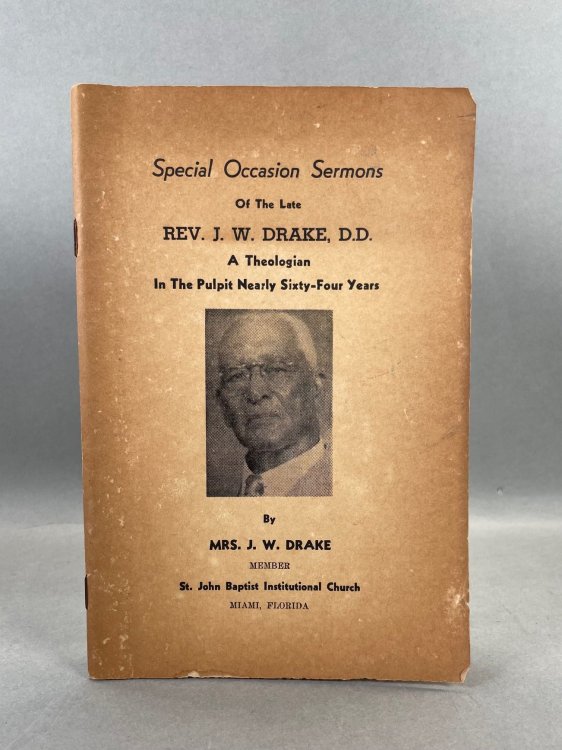 Special Occasion Sermons
Of The Late
REV. J. W. DRAKE, D.D.
A Theologian
In The Pulpit Nearly Sixty-Four Years
By
MRS. J. W. DRAKE
MEMBER
St. John Baptist Institutional Church
MIAMI, FLORIDA